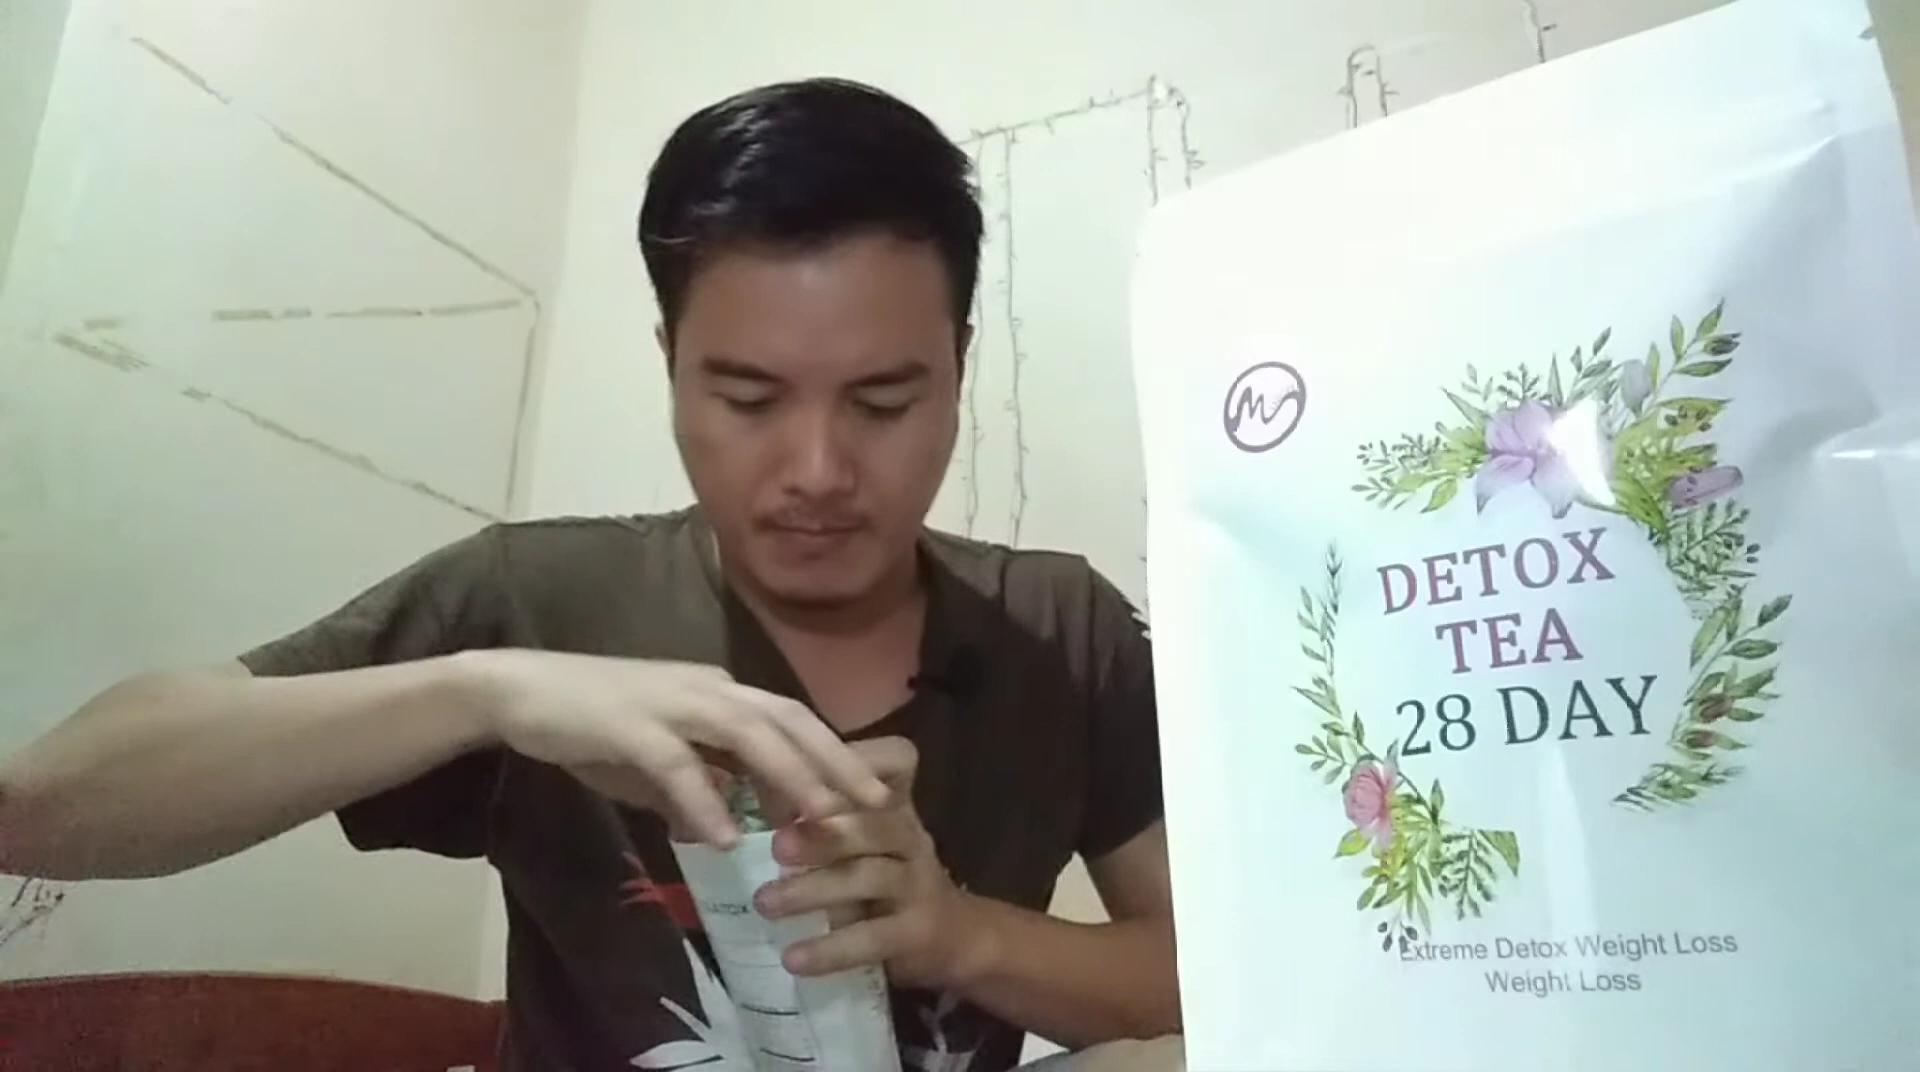 DETOX
TEA
28 DAY
Extreme Detox Weight Loss
Weight Loss